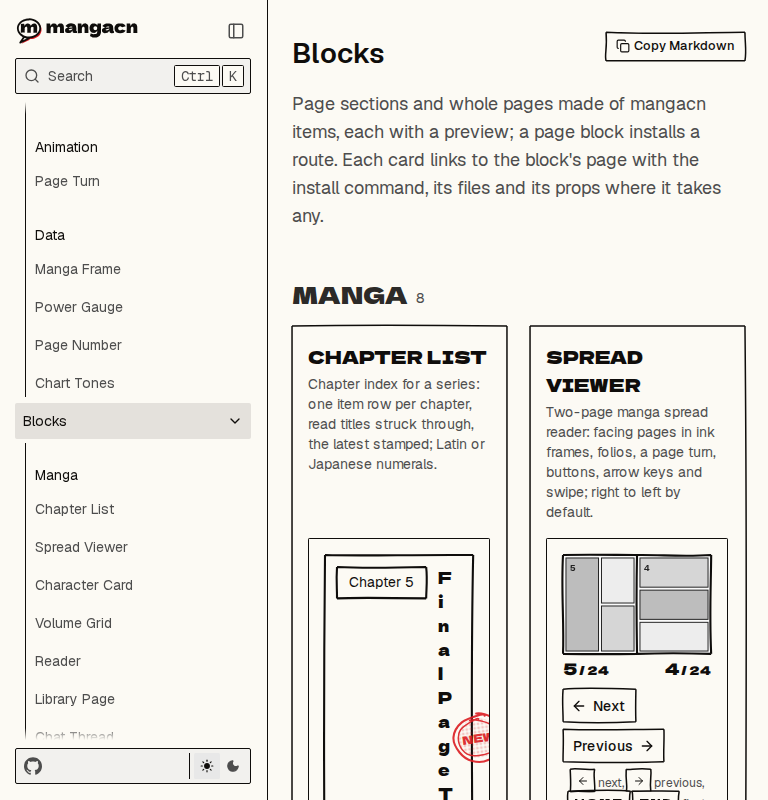 mangacn
Search Ctrl K
Animation
Page Turn
Data
Manga Frame
Power Gauge
Page Number
Chart Tones
Blocks
Manga
Chapter List
Spread Viewer
Character Card
Volume Grid
Reader
Library Page
Chat Thread
Blocks
Copy Markdown
Page sections and whole pages made of mangacn
items, each with a preview; a page block installs a
route. Each card links to the block's page with the
install command, its files and its props where it takes
any.
MANGA 8
CHAPTER LIST
Chapter index for a series:
one item row per chapter,
read titles struck through,
the latest stamped; Latin or
Japanese numerals.
Chapter 5
F
i
n
a
l
P
a
g
e
T
NEW
SPREAD
VIEWER
Two-page manga spread
reader: facing pages in ink
frames, folios, a page turn,
buttons, arrow keys and
swipe; right to left by
default.
5 4
5/24 4/24
← Next
Previous →
← next, → previous,